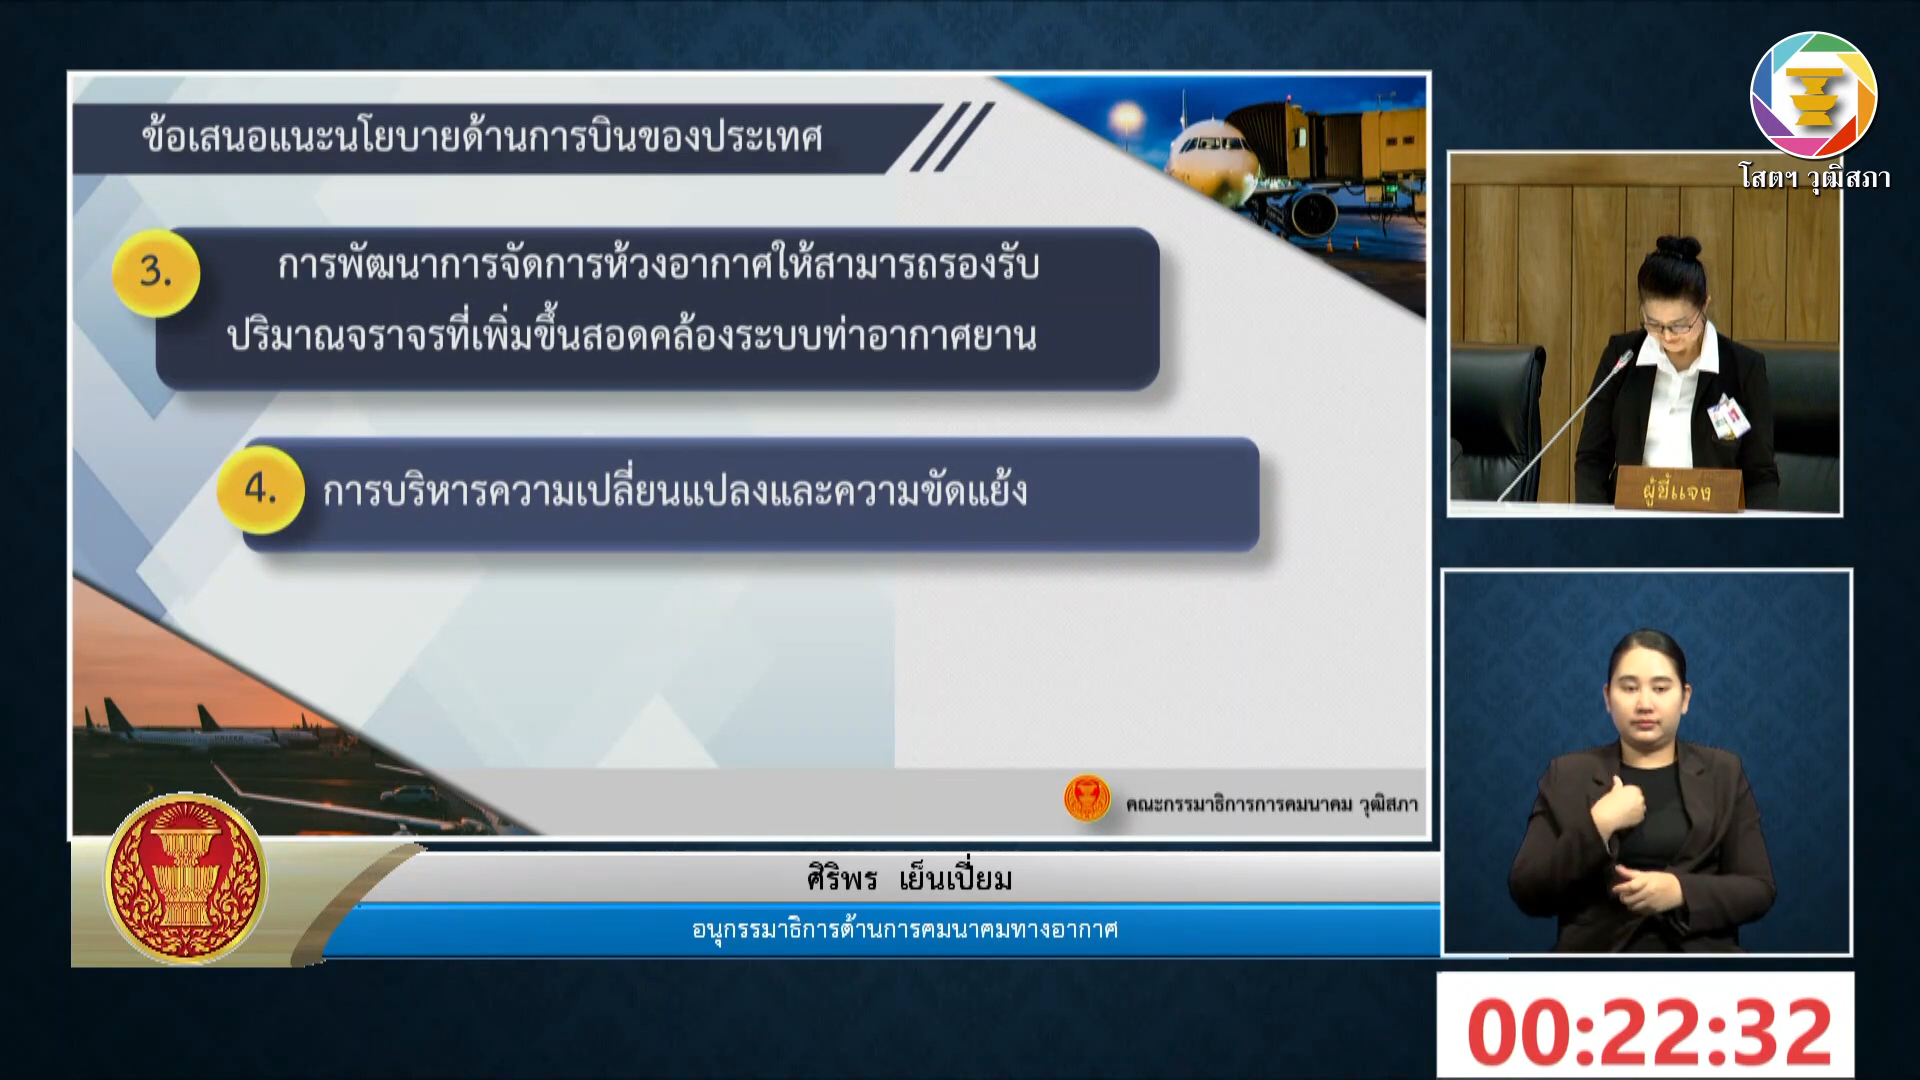 ข้อเสนอแนะนโยบายด้านการบินของประเทศ
3.
การพัฒนาการจัดการห้วงอากาศให้สามารถรองรับ
ปริมาณจราจรที่เพิ่มขึ้นสอดคล้องระบบท่าอากาศยาน
4.
การบริหารความเปลี่ยนแปลงและความขัดแย้ง
คณะกรรมาธิการการคมนาคม วุฒิสภา
โสตฯ วุฒิสภา
ผู้ชี้แจง
ศิริพร เย็นเปี่ยม
อนุกรรมาธิการด้านการคมนาคมทางอากาศ
00:22:32